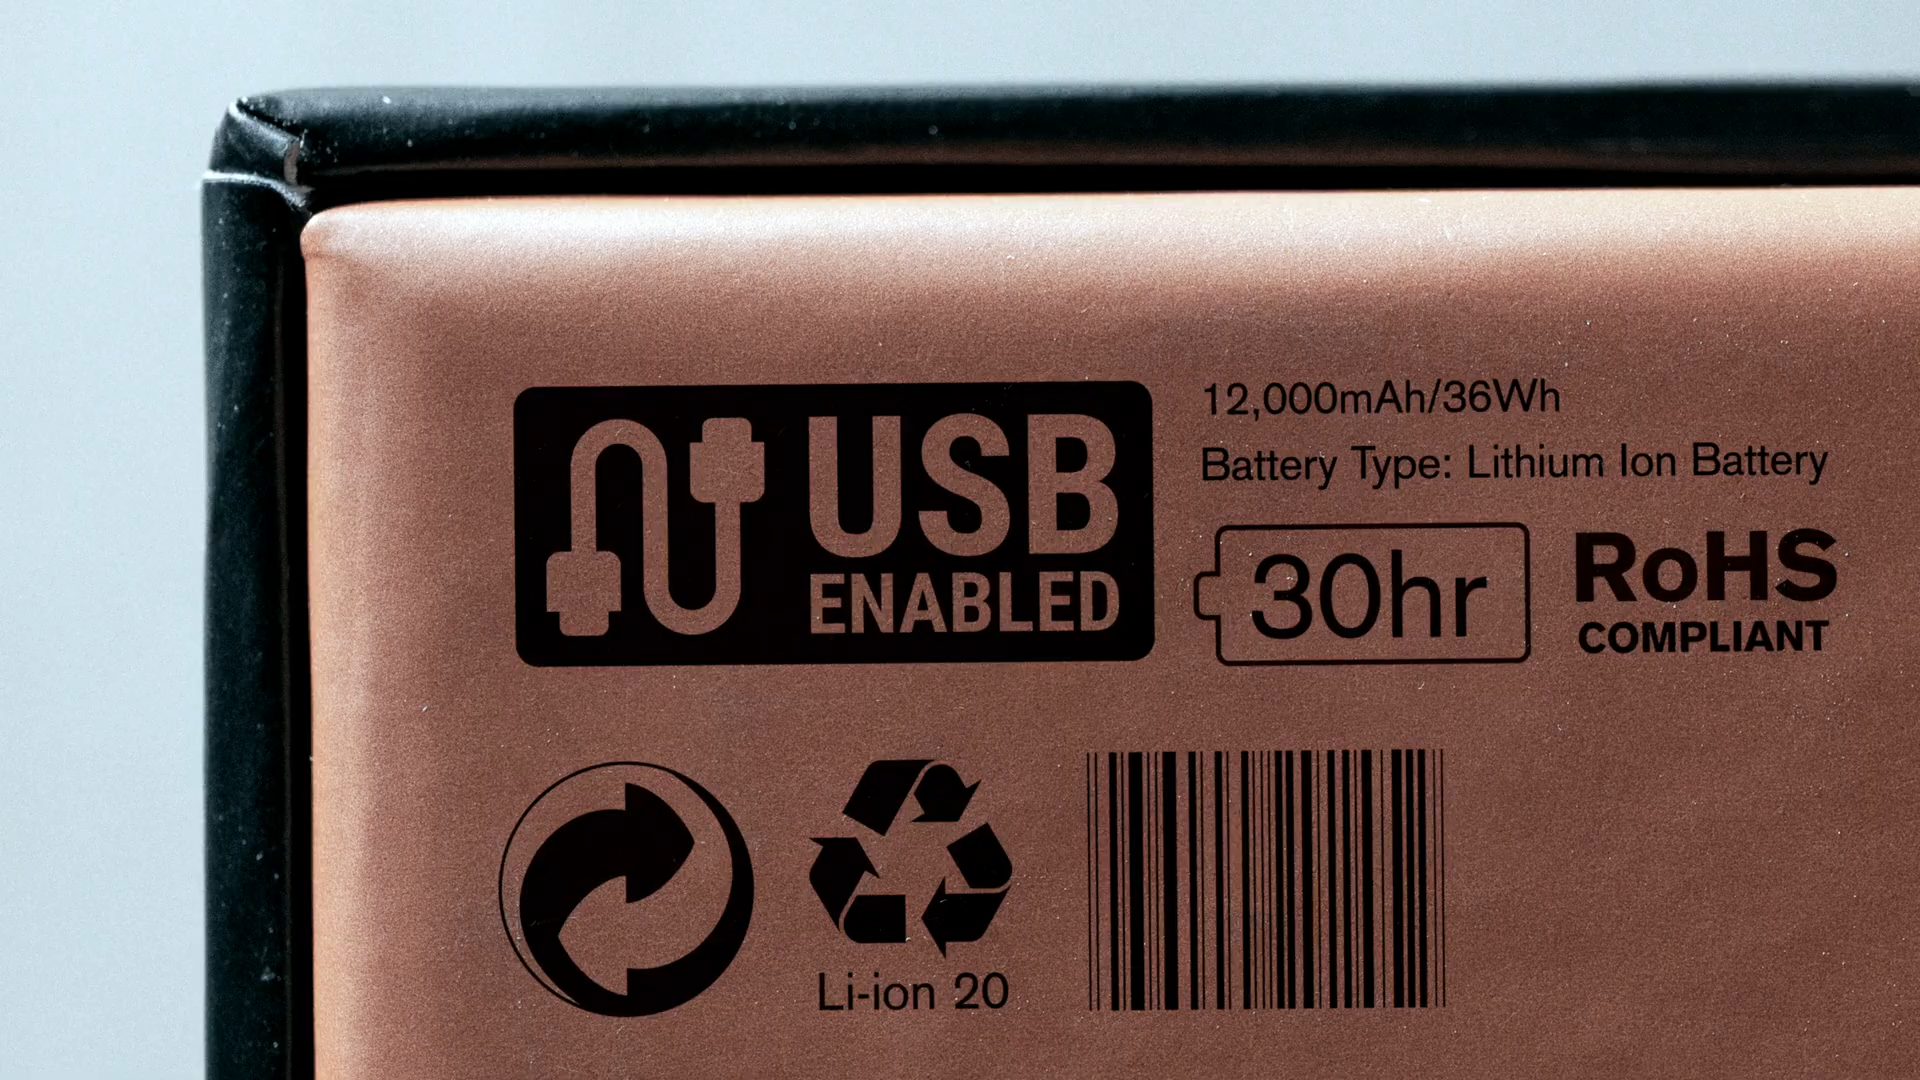 USB
ENABLED
12,000mAh/36Wh
Battery Type: Lithium Ion Battery
30hr
RoHS
COMPLIANT
Li-ion 20